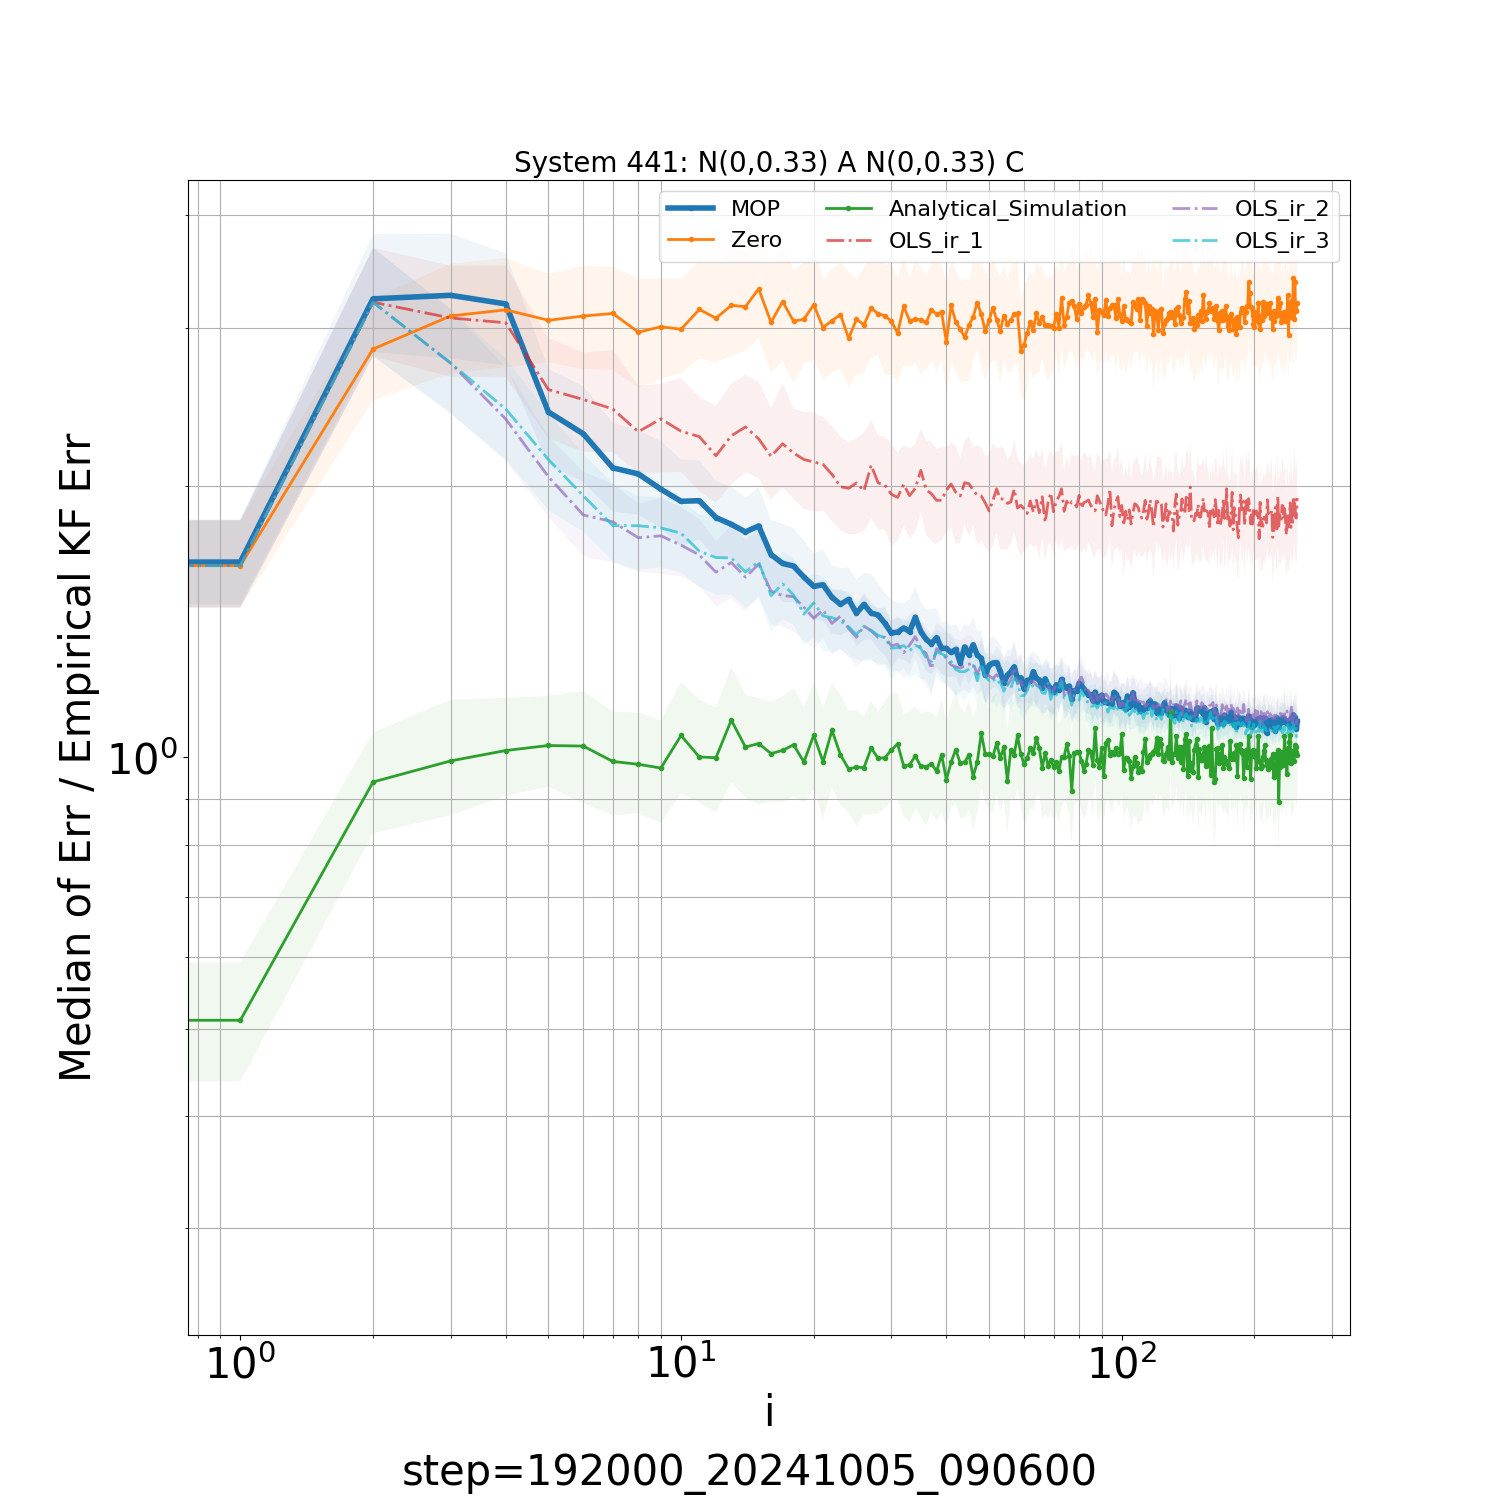 System 441: N(0,0.33) A N(0,0.33) C
MOP
Zero
Analytical_Simulation
OLS_ir_1
OLS_ir_2
OLS_ir_3
Median of Err / Empirical KF Err
10⁰
10⁰ 10¹ 10²
i
step=192000_20241005_090600